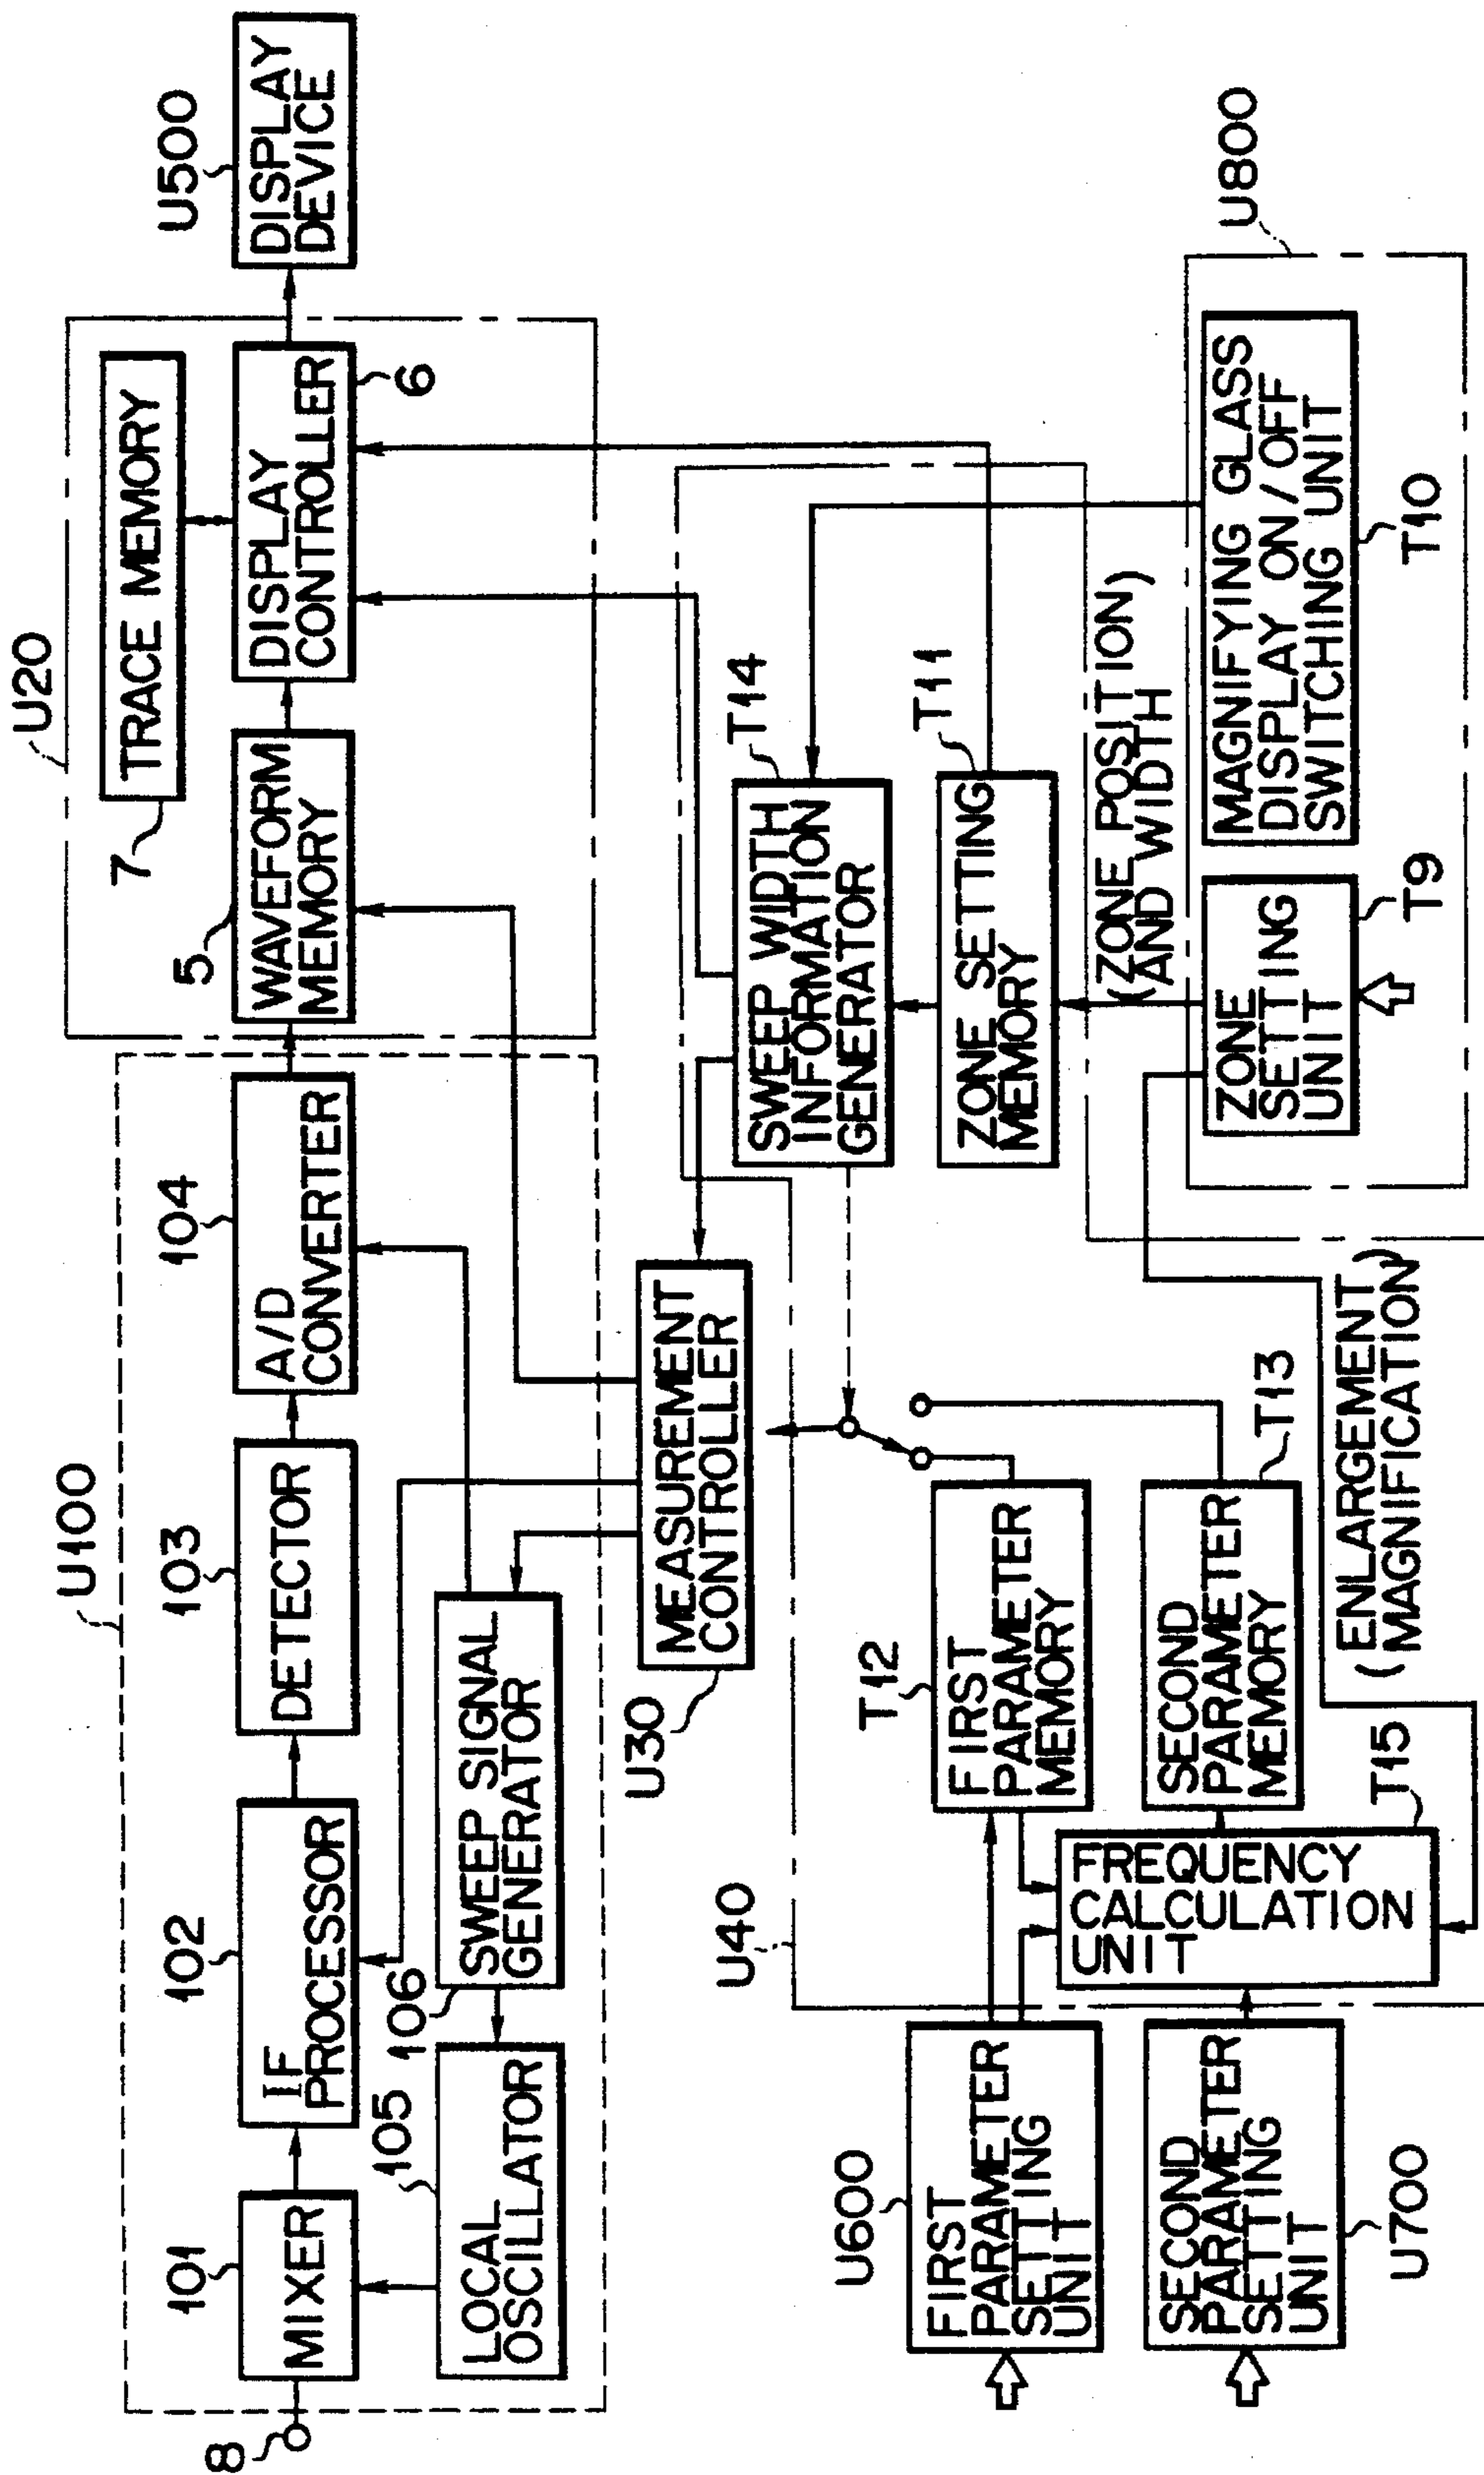 U500
DISPLAY
DEVICE
U20
TRACE MEMORY
7
DISPLAY
CONTROLLER
6
5
WAVEFORM
MEMORY
U100
104
A/D
CONVERTER
103
DETECTOR
102
IF
PROCESSOR
101
MIXER
8
105
LOCAL
OSCILLATOR
106
SWEEP SIGNAL
GENERATOR
U30
MEASUREMENT
CONTROLLER
T14
SWEEP WIDTH
INFORMATION
GENERATOR
T11
ZONE SETTING
MEMORY
(ZONE POSITION)
(AND WIDTH )
U800
MAGNIFYING GLASS
DISPLAY ON/OFF
SWITCHING UNIT
T10
ZONE
SETTING
UNIT
T9
U40
T12
FIRST
PARAMETER
MEMORY
T13
SECOND
PARAMETER
MEMORY
T15
FREQUENCY
CALCULATION
UNIT
(ENLARGEMENT )
(MAGNIFICATION)
U600
FIRST
PARAMETER
SETTING
UNIT
SECOND
PARAMETER
SETTING
UNIT
U700